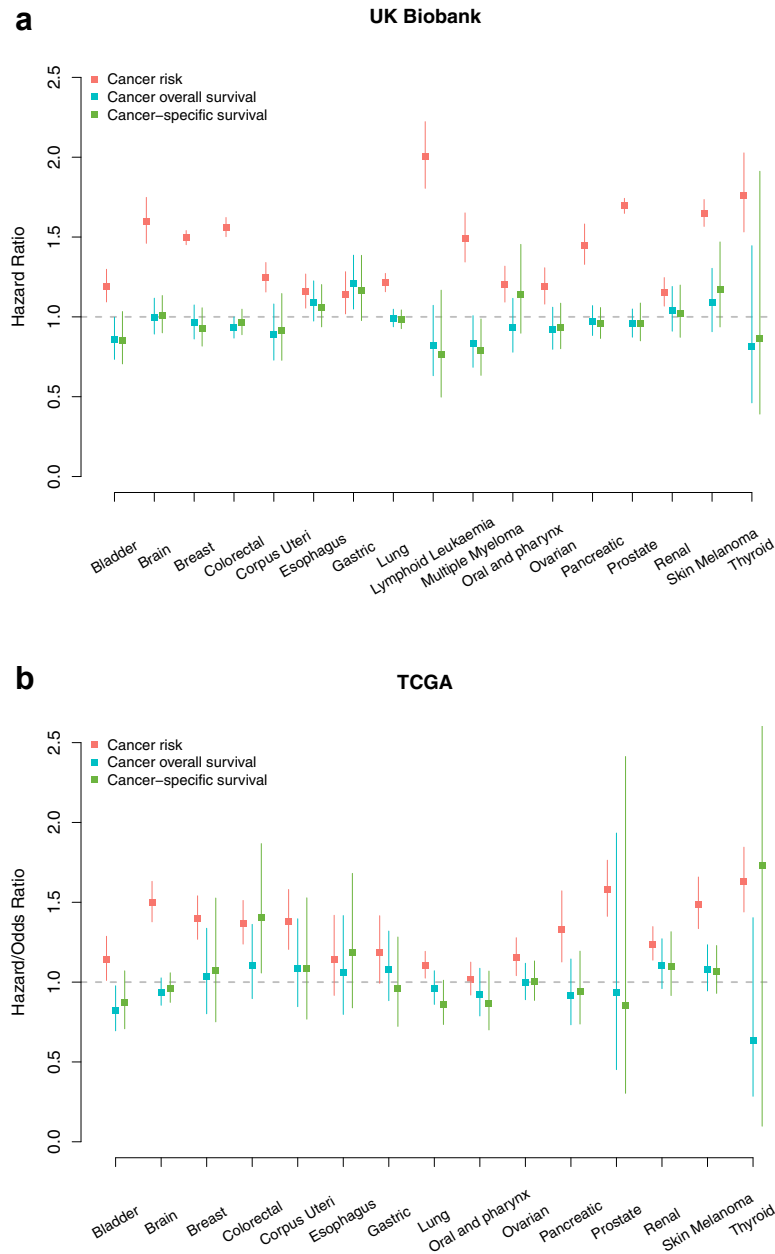 a
UK Biobank
Cancer risk
Cancer overall survival
Cancer−specific survival
Hazard Ratio
2.5
2.0
1.5
1.0
0.5
0.0
Bladder
Brain
Breast
Colorectal
Corpus Uteri
Esophagus
Gastric
Lung
Lymphoid Leukaemia
Multiple Myeloma
Oral and pharynx
Ovarian
Pancreatic
Prostate
Renal
Skin Melanoma
Thyroid
b
TCGA
Cancer risk
Cancer overall survival
Cancer−specific survival
Hazard/Odds Ratio
2.5
2.0
1.5
1.0
0.5
0.0
Bladder
Brain
Breast
Colorectal
Corpus Uteri
Esophagus
Gastric
Lung
Oral and pharynx
Ovarian
Pancreatic
Prostate
Renal
Skin Melanoma
Thyroid